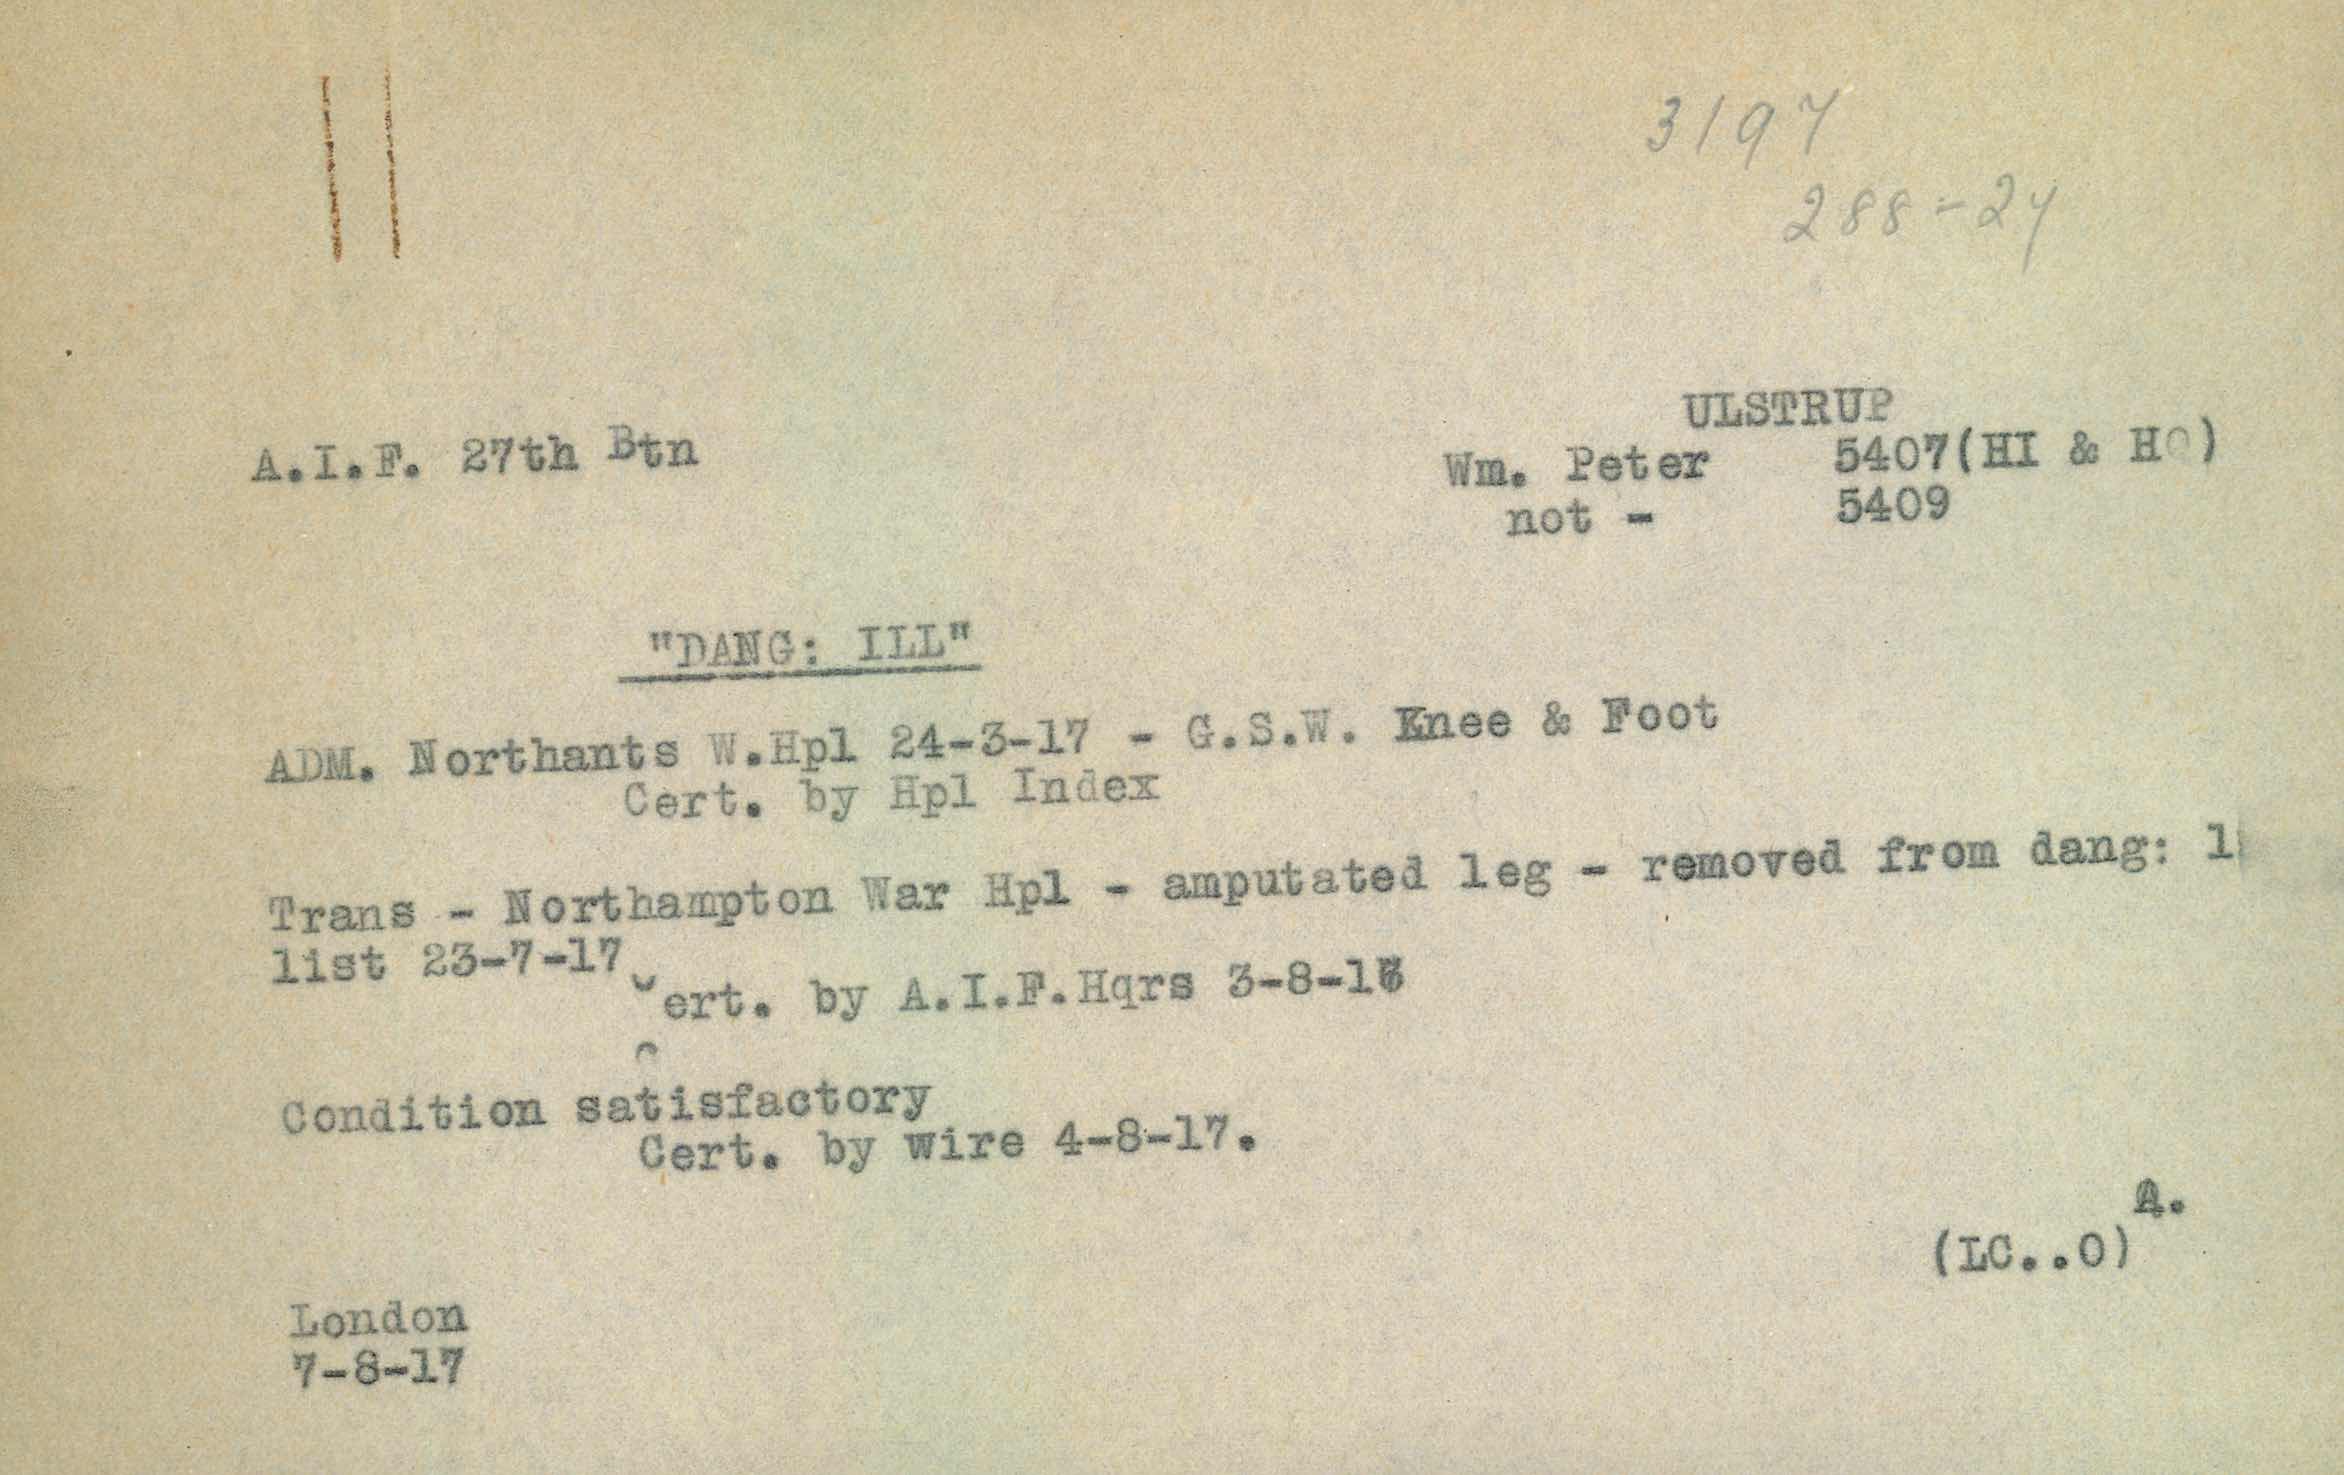 3197
288-24
ULSTRUP
A.I.F. 27th Btn
Wm. Peter 5407(HI & HO)
not - 5409
"DANG: ILL"
ADM. Northants W.Hpl 24-3-17 - G.S.W. Knee & Foot
Cert. by Hpl Index
Trans - Northampton War Hpl - amputated leg - removed from dang: l
list 23-7-17
Cert. by A.I.F.Hqrs 3-8-17
Condition satisfactory
Cert. by wire 4-8-17.
A.
(LC..O)
London
7-8-17